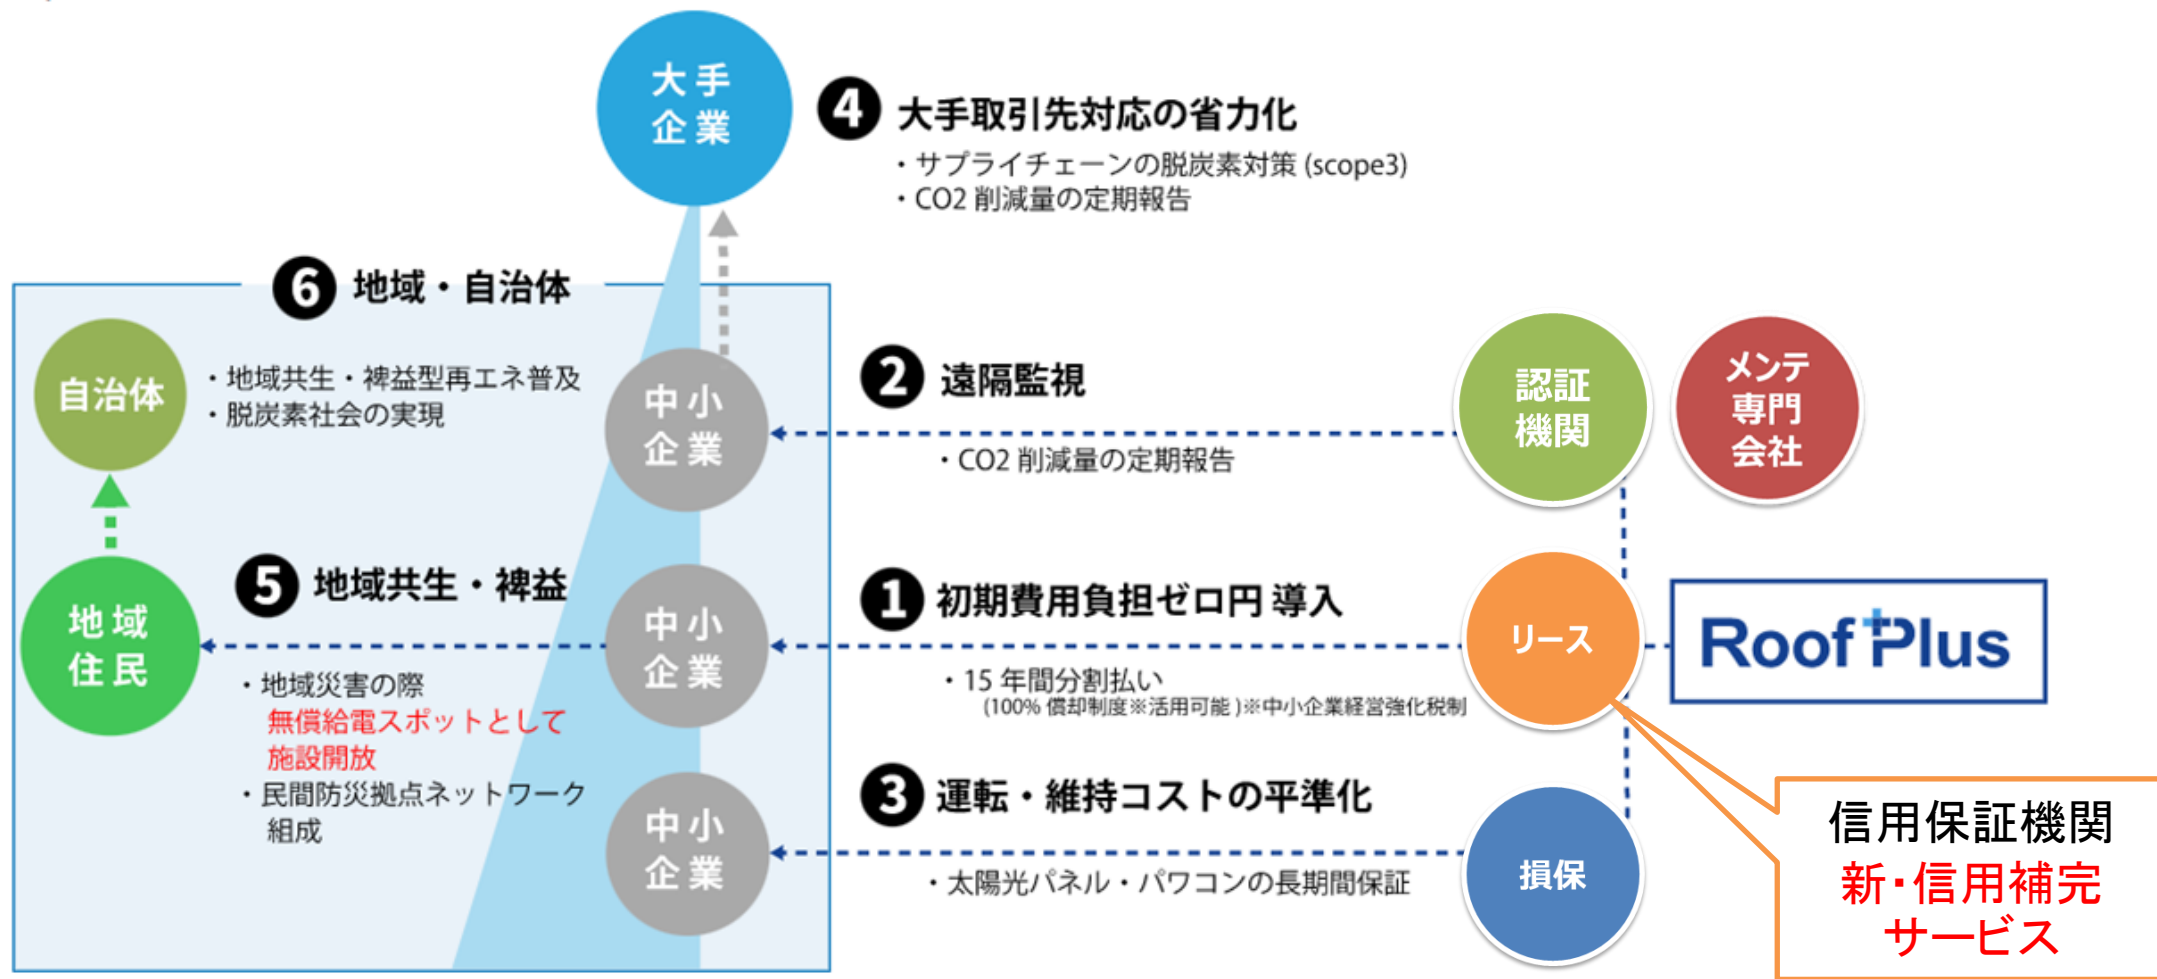 大手
企業
❹ 大手取引先対応の省力化
・サプライチェーンの脱炭素対策 (scope3)
・CO2 削減量の定期報告
❻ 地域・自治体
自治体
・地域共生・裨益型再エネ普及
・脱炭素社会の実現
中小
企業
❷ 遠隔監視
・CO2 削減量の定期報告
認証
機関
メンテ
専門
会社
地域
住民
❺ 地域共生・裨益
・地域災害の際
無償給電スポットとして
施設開放
・民間防災拠点ネットワーク
組成
中小
企業
❶ 初期費用負担ゼロ円 導入
・15 年間分割払い
(100% 償却制度※活用可能 )※中小企業経営強化税制
リース
Roof Plus
中小
企業
❸ 運転・維持コストの平準化
・太陽光パネル・パワコンの長期間保証
損保
信用保証機関
新・信用補完
サービス